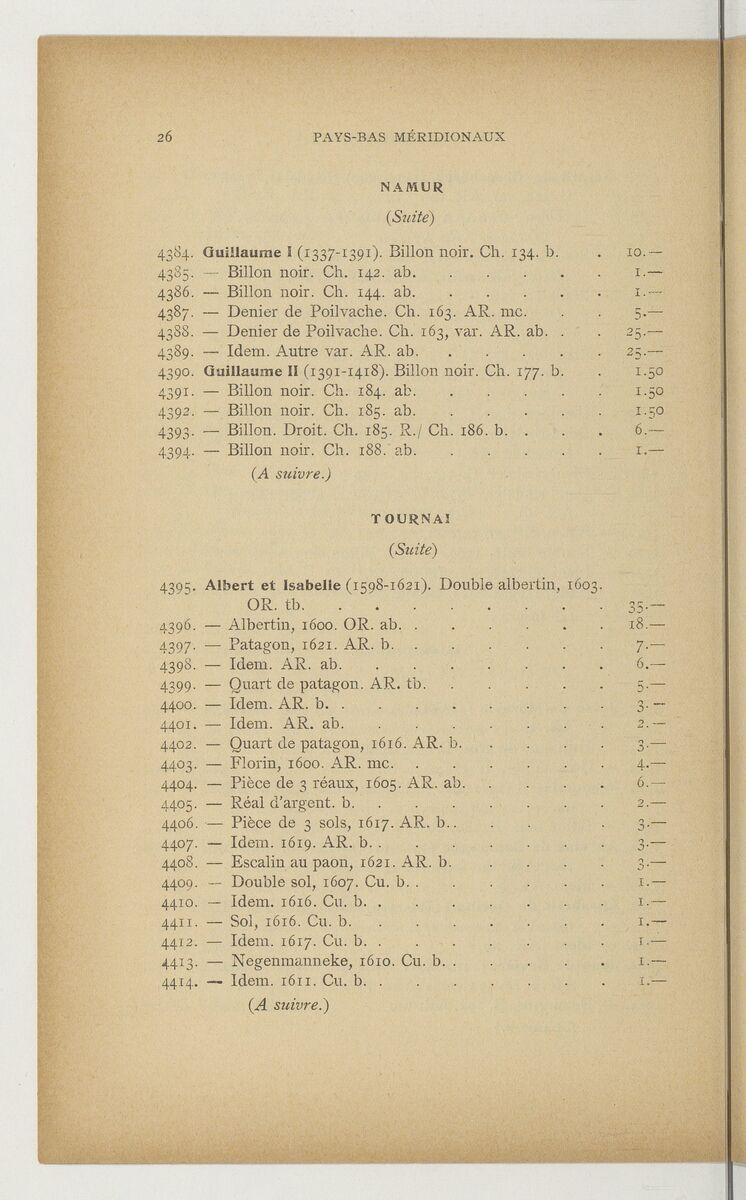 26 PAYS-BAS MÉRIDIONAUX
NAMUR
(Suite)
4384. Guillaume I (1337-1391). Billon noir. Ch. 134. b. . 10.—
4385. — Billon noir. Ch. 142. ab. . . . . . 1.—
4386. — Billon noir. Ch. 144. ab. . . . . . 1.—
4387. — Denier de Poilvache. Ch. 163. AR. mc. . . 5.—
4388. — Denier de Poilvache. Ch. 163, var. AR. ab. . . 25.—
4389. — Idem. Autre var. AR. ab. . . . . . 25.—
4390. Guillaume II (1391-1418). Billon noir. Ch. 177. b. . 1.50
4391. — Billon noir. Ch. 184. ab. . . . . . 1.50
4392. — Billon noir. Ch. 185. ab. . . . . . 1.50
4393. — Billon. Droit. Ch. 185. R./ Ch. 186. b. . . . 6.—
4394. — Billon noir. Ch. 188. ab. . . . . . 1.—
(A suivre.)
TOURNAI
(Suite)
4395. Albert et Isabelle (1598-1621). Double albertin, 1603.
OR. tb. . . . . . . . . 35.—
4396. — Albertin, 1600. OR. ab. . . . . . . 18.—
4397. — Patagon, 1621. AR. b. . . . . . . 7.—
4398. — Idem. AR. ab. . . . . . . . 6.—
4399. — Quart de patagon. AR. tb. . . . . . 5.—
4400. — Idem. AR. b. . . . . . . . . 3.—
4401. — Idem. AR. ab. . . . . . . . 2.—
4402. — Quart de patagon, 1616. AR. b. . . . . 3.—
4403. — Florin, 1600. AR. mc. . . . . . . 4.—
4404. — Pièce de 3 réaux, 1605. AR. ab. . . . . 6.—
4405. — Réal d'argent. b. . . . . . . . 2.—
4406. — Pièce de 3 sols, 1617. AR. b.. . . . 3.—
4407. — Idem. 1619. AR. b. . . . . . . . 3.—
4408. — Escalin au paon, 1621. AR. b. . . . . 3.—
4409. — Double sol, 1607. Cu. b. . . . . . . 1.—
4410. — Idem. 1616. Cu. b. . . . . . . . 1.—
4411. — Sol, 1616. Cu. b. . . . . . . . 1.—
4412. — Idem. 1617. Cu. b. . . . . . . . 1.—
4413. — Negenmanneke, 1610. Cu. b. . . . . . 1.—
4414. — Idem. 1611. Cu. b. . . . . . . . 1.—
(A suivre.)